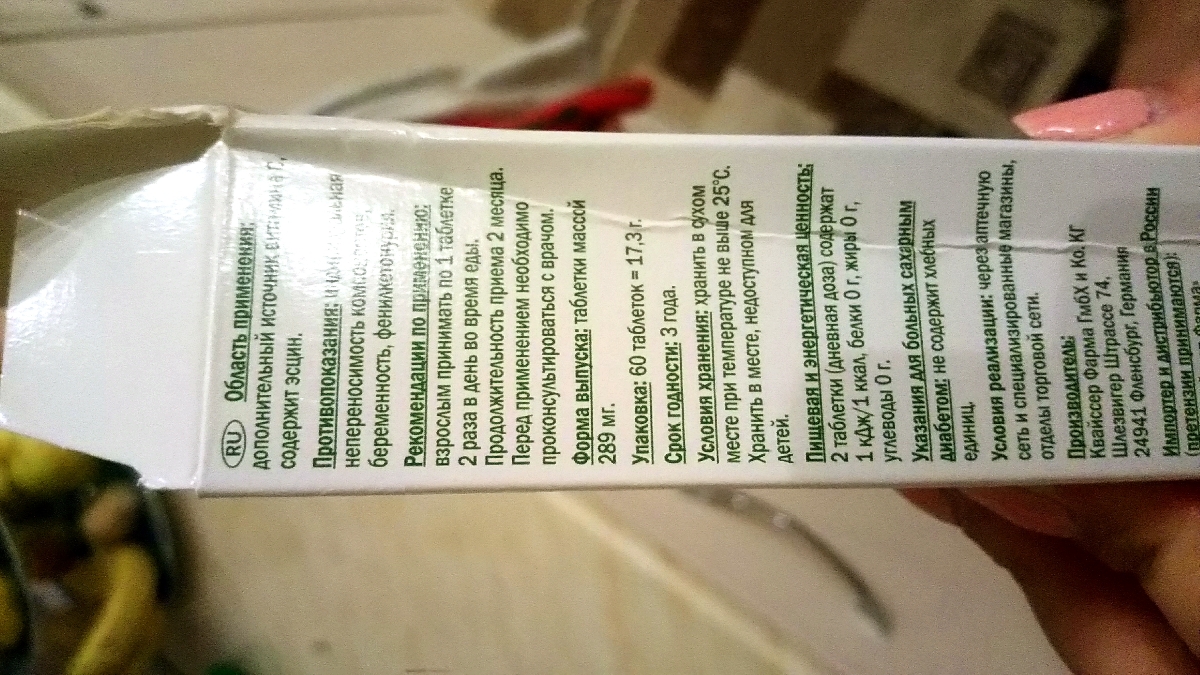 RU Область применения:
дополнительный источник витамина С,
содержит эсцин.
Противопоказания:
непереносимость
беременность, фенилкетонурия.
Рекомендации по применению:
взрослым принимать по 1 таблетке
2 раза в день во время еды.
Продолжительность приема 2 месяца.
Перед применением необходимо
проконсультироваться с врачом.
Форма выпуска: таблетки массой
289 мг.
Упаковка: 60 таблеток = 17,3 г.
Срок годности: 3 года.
Условия хранения: хранить в сухом
месте при температуре не выше 25°С.
Хранить в месте, недоступном для
детей.
Пищевая и энергетическая ценность:
2 таблетки (дневная доза) содержат
1 кДж/1 ккал, белки 0 г, жиры 0 г,
углеводы 0 г.
Указания для больных сахарным
диабетом: не содержит хлебных
единиц.
Условия реализации: через аптечную
сеть и специализированные магазины,
отделы торговой сети.
Производитель:
Квайссер Фарма ГмбХ и Ко. КГ
Шлезвигер Штрассе 74,
24941 Фленсбург, Германия
Импортер и дистрибьютор в России
(претензии принимаются):